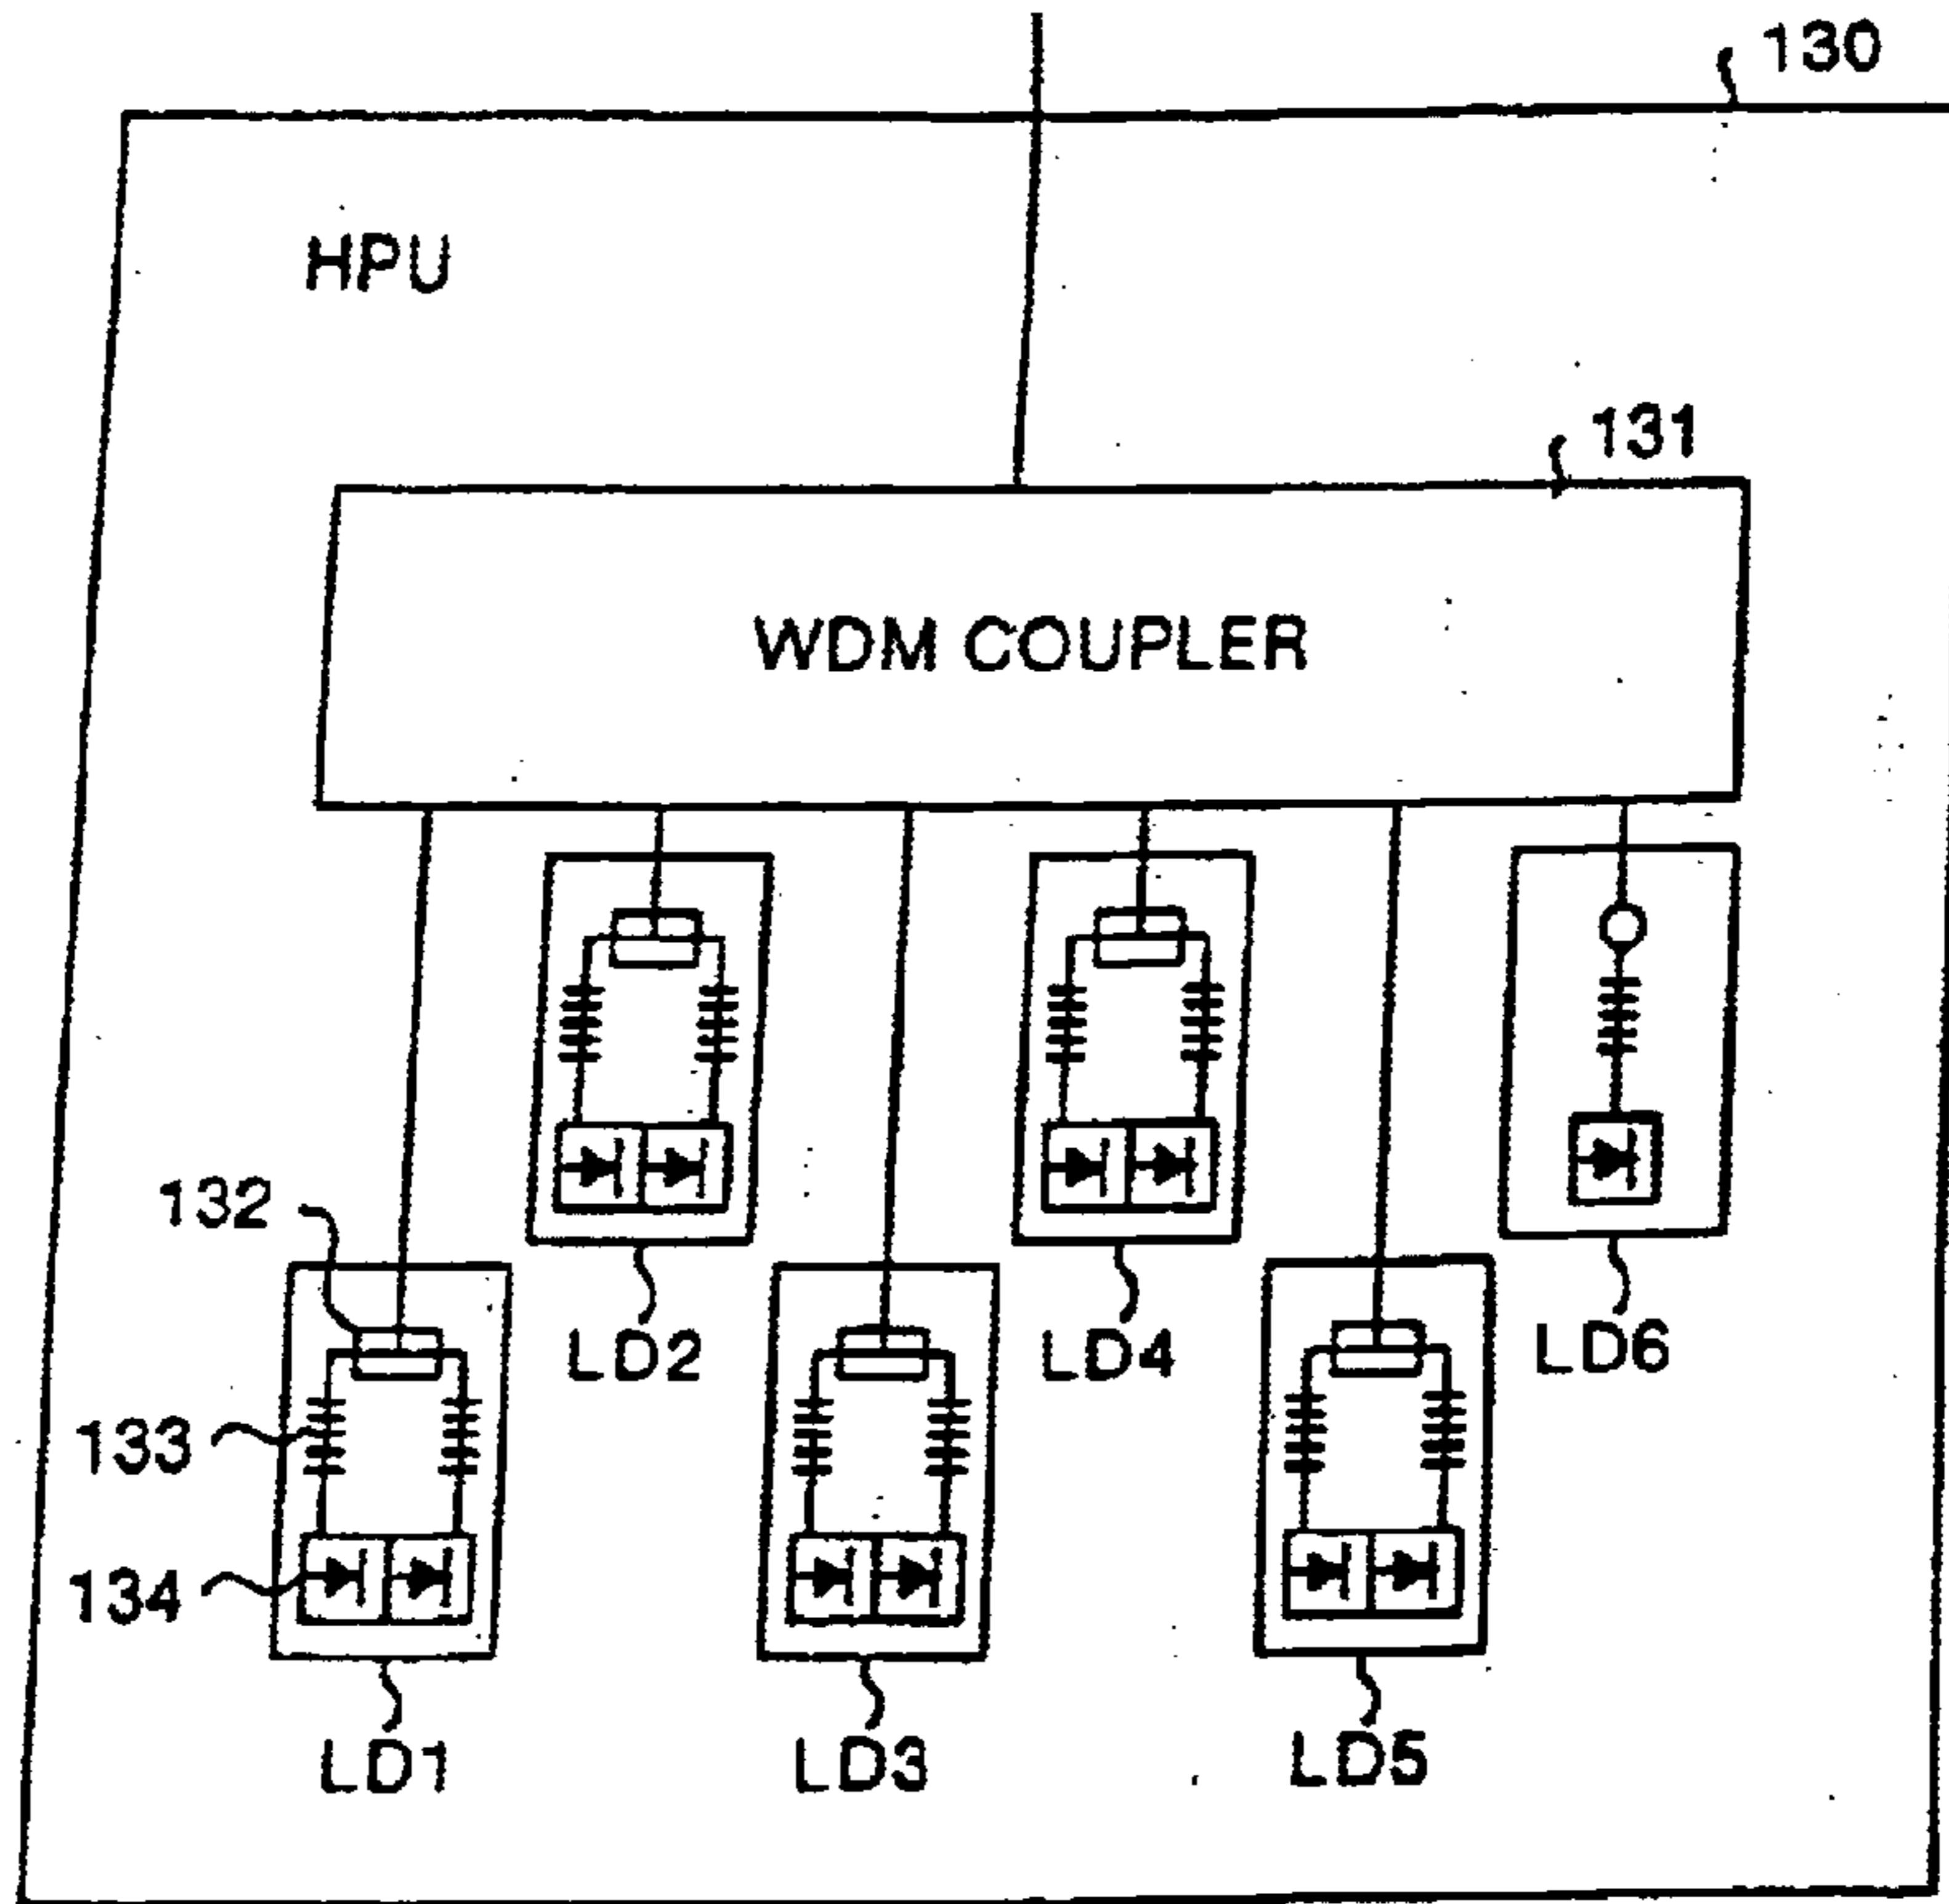 130
HPU
131
WDM COUPLER
132
LD2
LD4
LD6
133
134
LD1
LD3
LD5